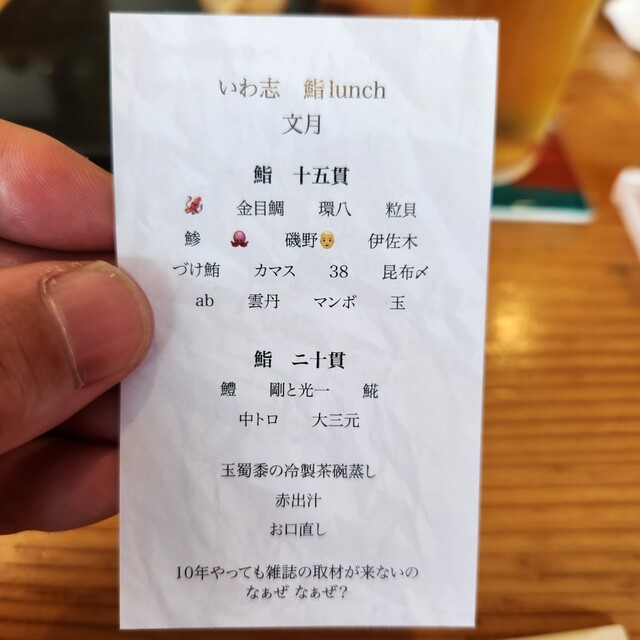 いわ志 鮨lunch
文月
鮨 十五貫
🦑 金目鯛 環八 粒貝
鯵 🐙 磯野👴 伊佐木
づけ鮪 カマス 38 昆布〆
ab 雲丹 マンボ 玉
鮨 二十貫
鱧 剛と光一 糀
中トロ 大三元
玉蜀黍の冷製茶碗蒸し
赤出汁
お口直し
10年やっても雑誌の取材が来ないの
なぁぜ なぁぜ？